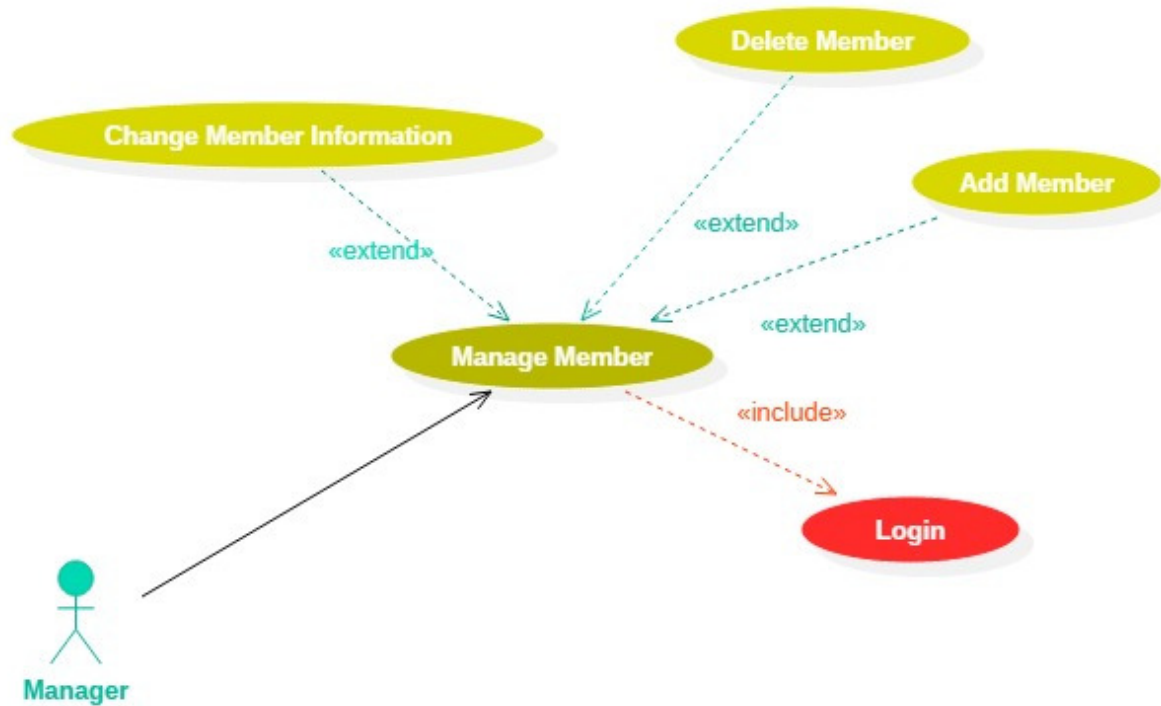 Delete Member
Change Member Information
Add Member
«extend»
«extend»
«extend»
Manage Member
«include»
Login
Manager